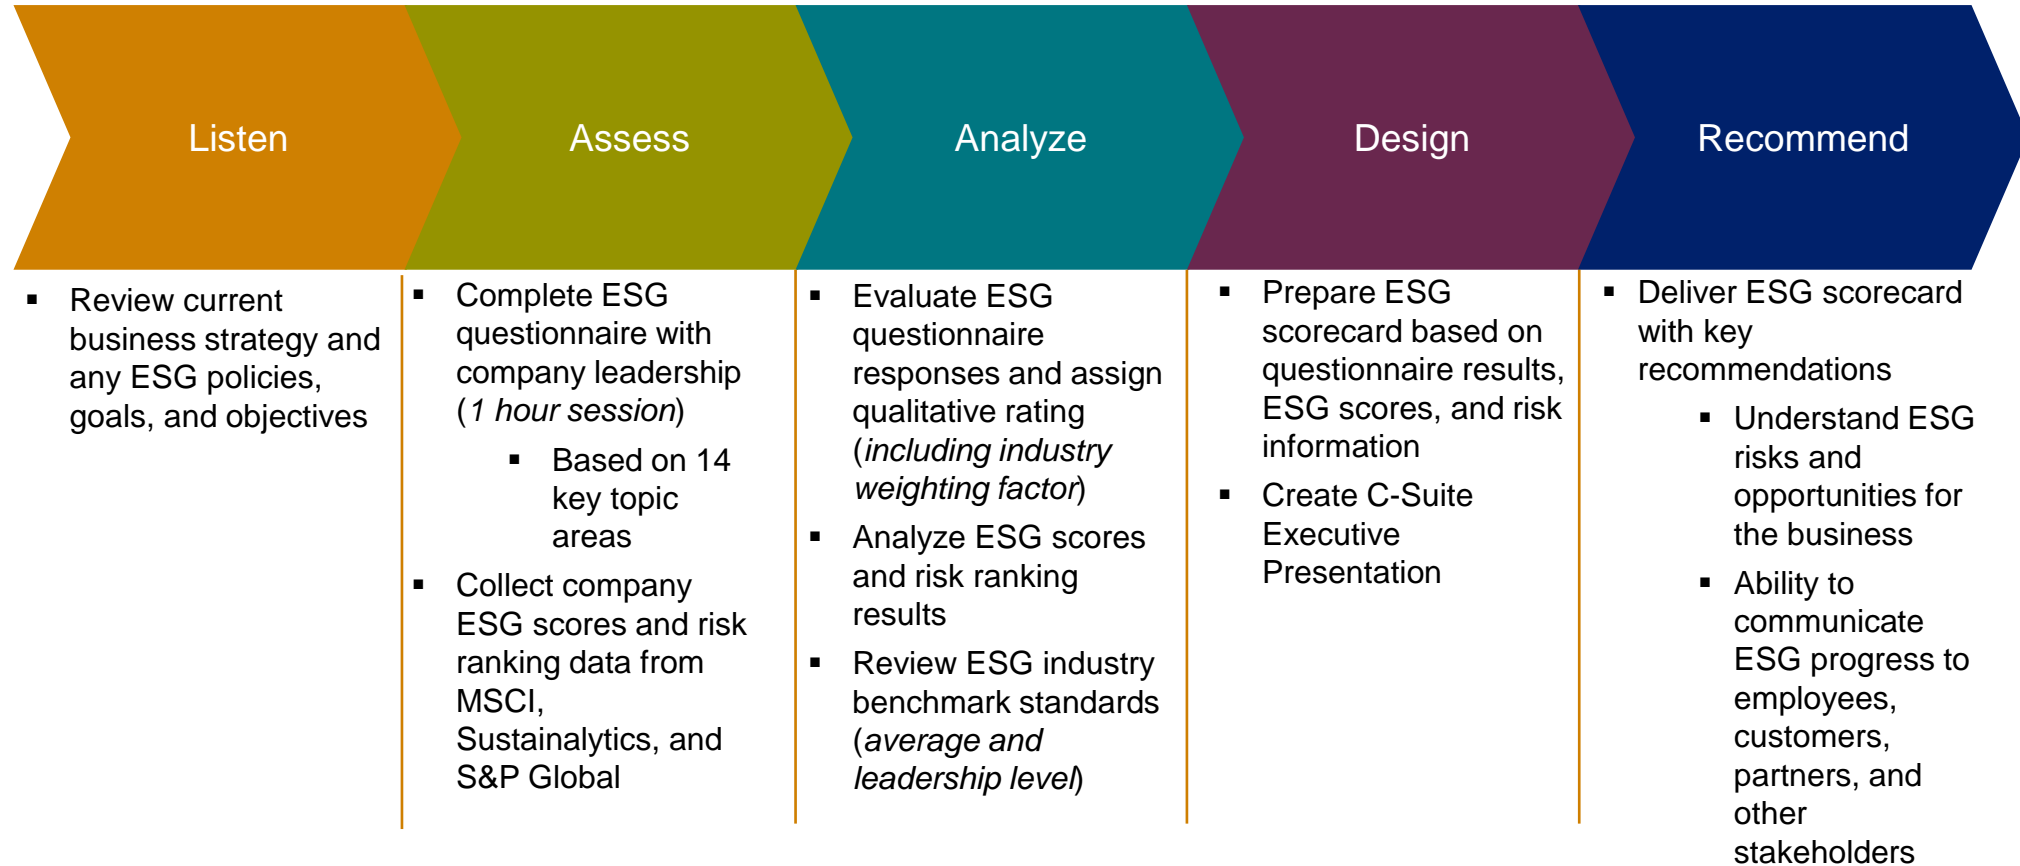 Listen
Assess
Analyze
Design
Recommend
▪ Review current
business strategy and
any ESG policies,
goals, and objectives
▪ Complete ESG
questionnaire with
company leadership
(1 hour session)
▪ Based on 14
key topic
areas
▪ Collect company
ESG scores and risk
ranking data from
MSCI,
Sustainalytics, and
S&P Global
▪ Evaluate ESG
questionnaire
responses and assign
qualitative rating
(including industry
weighting factor)
▪ Analyze ESG scores
and risk ranking
results
▪ Review ESG industry
benchmark standards
(average and
leadership level)
▪ Prepare ESG
scorecard based on
questionnaire results,
ESG scores, and risk
information
▪ Create C-Suite
Executive
Presentation
▪ Deliver ESG scorecard
with key
recommendations
▪ Understand ESG
risks and
opportunities for
the business
▪ Ability to
communicate
ESG progress to
employees,
customers,
partners, and
other
stakeholders